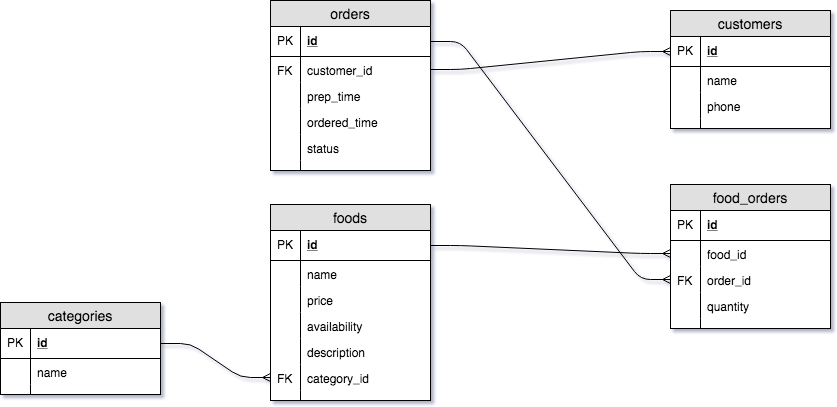 orders
PK id
FK customer_id
prep_time
ordered_time
status
customers
PK id
name
phone
foods
PK id
name
price
availability
description
FK category_id
food_orders
PK id
food_id
FK order_id
quantity
categories
PK id
name